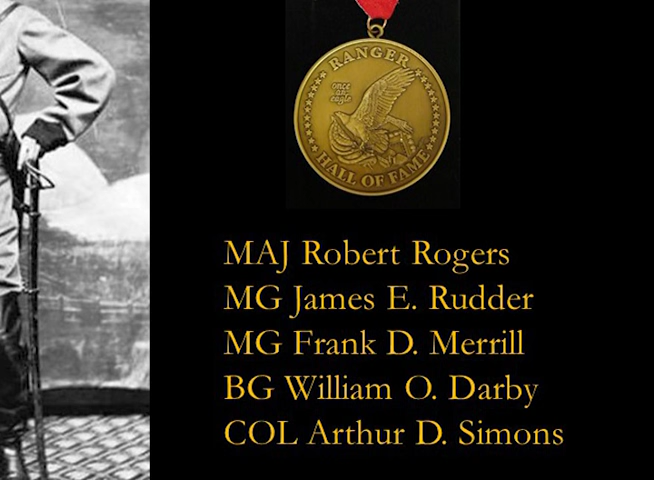 RANGER
once
an
eagle
HALL OF FAME
MAJ Robert Rogers
MG James E. Rudder
MG Frank D. Merrill
BG William O. Darby
COL Arthur D. Simons